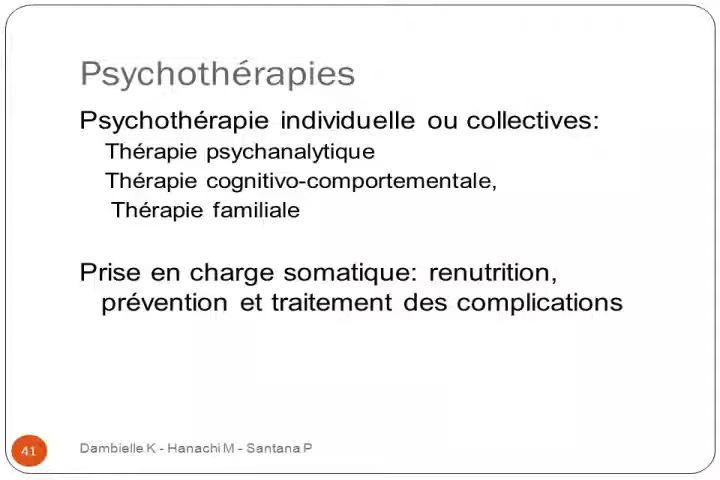 Psychothérapies
Psychothérapie individuelle ou collectives:
Thérapie psychanalytique
Thérapie cognitivo-comportementale,
Thérapie familiale
Prise en charge somatique: renutrition,
prévention et traitement des complications
41
Dambielle K - Hanachi M - Santana P